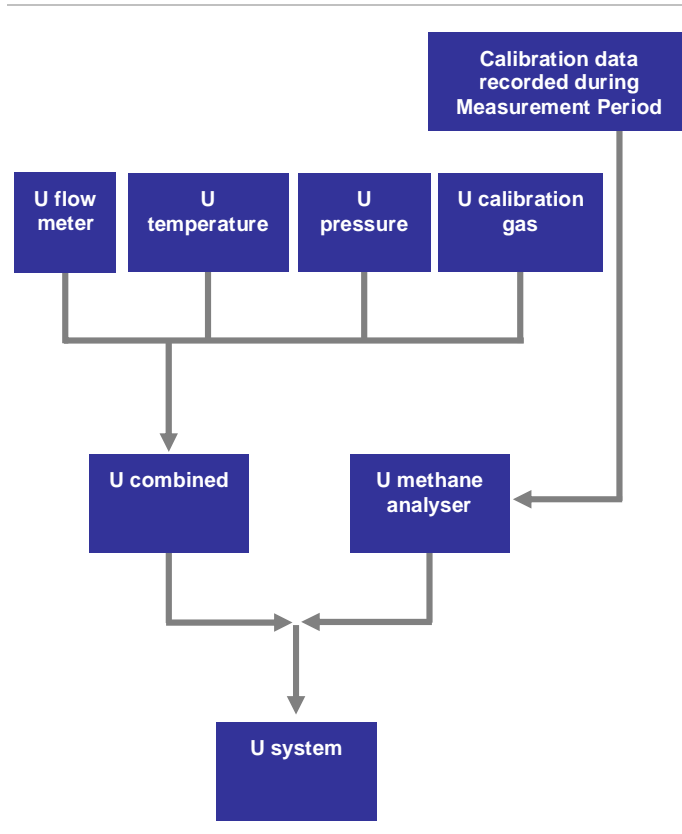 Calibration data
recorded during
Measurement Period
U flow
meter
U
temperature
U
pressure
U calibration
gas
U combined
U methane
analyser
U system